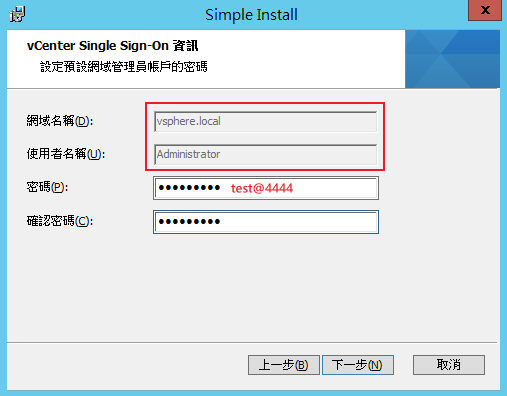 Simple Install
x
vCenter Single Sign-On 資訊
設定預設網域管理員帳戶的密碼
網域名稱(D): vsphere.local
使用者名稱(U): Administrator
密碼(P): ●●●●●●●●● test@4444
確認密碼(C): ●●●●●●●●●
上一步(B) 下一步(N) 取消